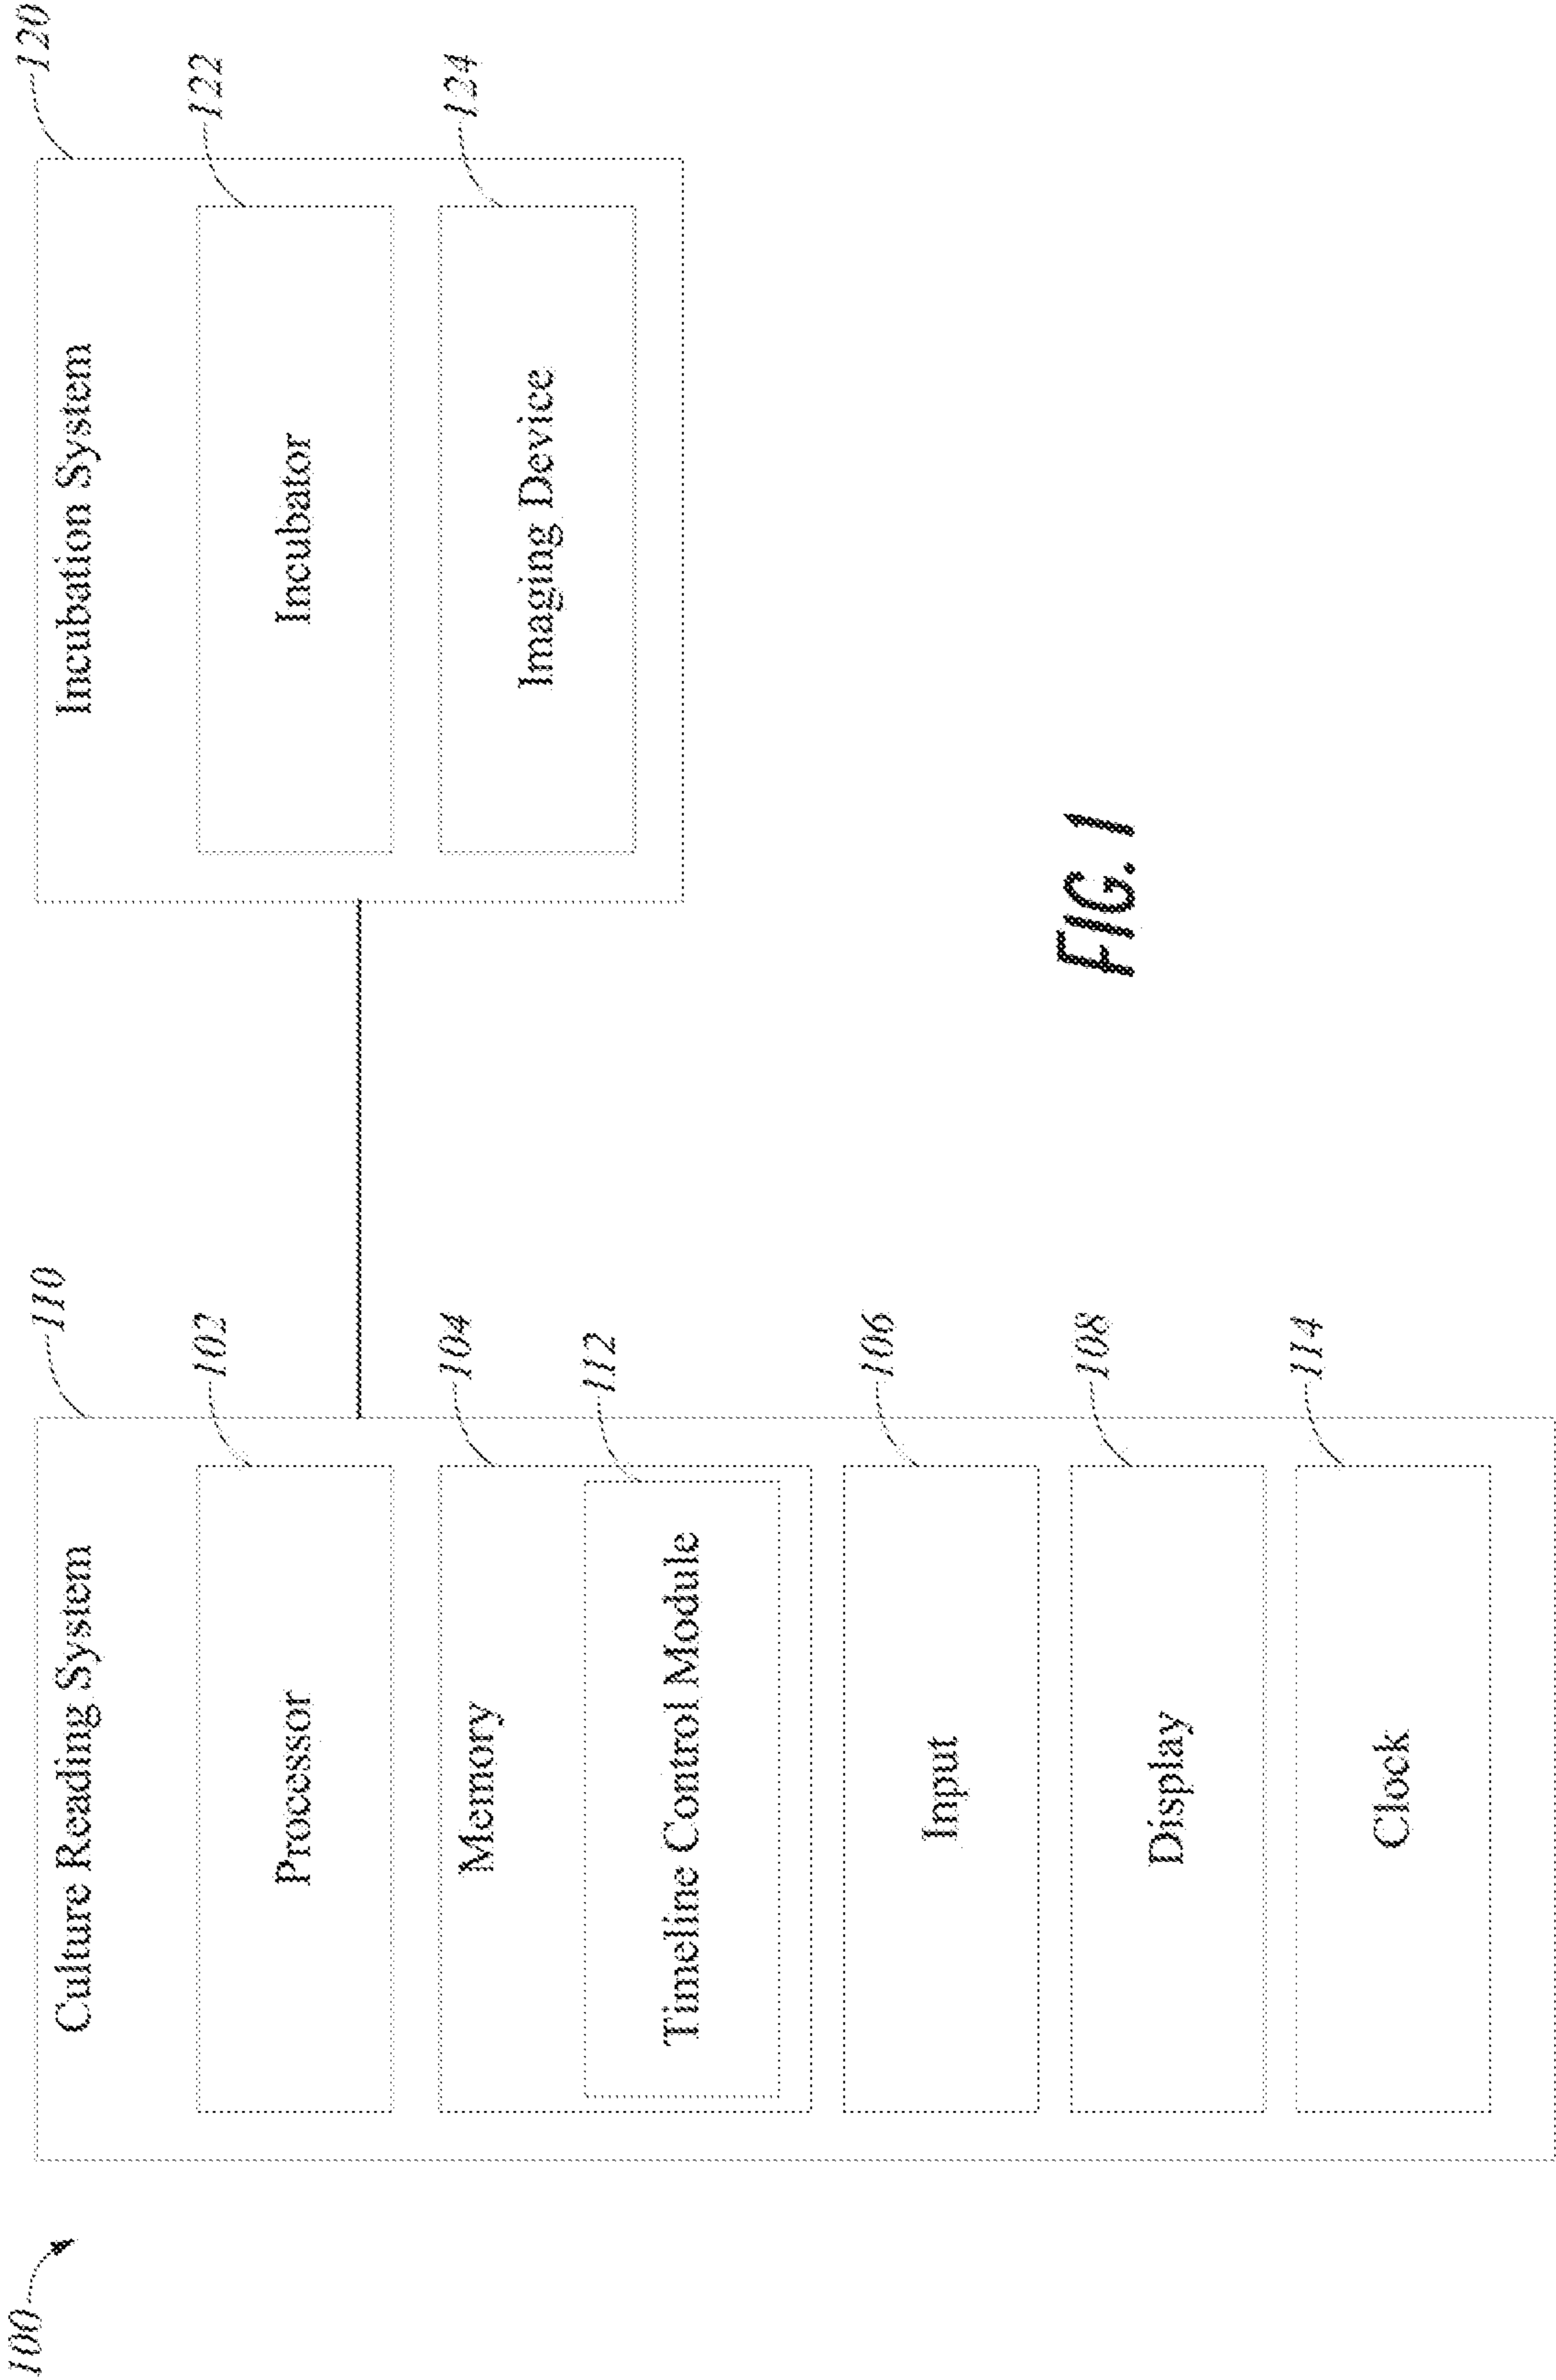 100
110
Culture Reading System
102
Processor
104
Memory
112
Timeline Control Module
106
Input
108
Display
114
Clock
120
Incubation System
122
Incubator
124
Imaging Device
FIG. 1